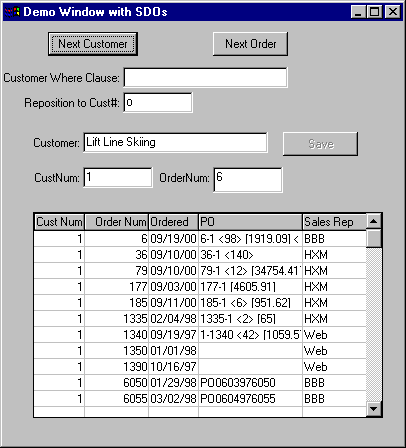 Demo Window with SDOs
Next Customer Next Order
Customer Where Clause:
Reposition to Cust#: 0
Customer: Lift Line Skiing Save
CustNum: 1 OrderNum: 6
Cust Num Order Num Ordered PO Sales Rep
1 6 09/19/00 6-1 <98> [1919.09] < BBB
1 36 09/10/00 36-1 <140> HXM
1 79 09/10/00 79-1 <12> [34754.41 HXM
1 177 09/03/00 177-1 [4605.91] HXM
1 185 09/11/00 185-1 <6> [951.62] HXM
1 1335 02/04/98 1335-1 <2> [65] HXM
1 1340 09/19/97 1-1340 <42> [1059.5 Web
1 1350 01/01/98 Web
1 1390 10/16/97 Web
1 6050 01/29/98 PO0603976050 BBB
1 6055 03/02/98 PO0604976055 BBB